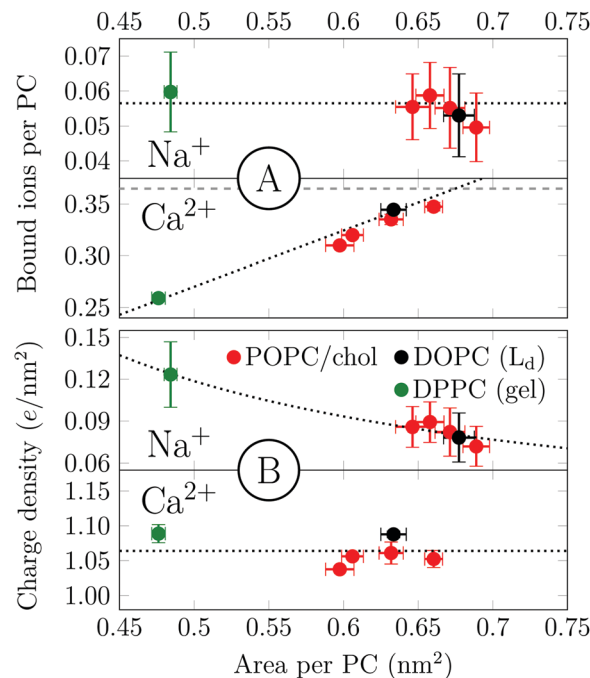 0.45 0.5 0.55 0.6 0.65 0.7 0.75
Bound ions per PC
0.07
0.06
0.05
0.04
Na+
A
Ca2+
0.35
0.30
0.25
Charge density (e/nm2)
0.15
0.12
0.09
0.06
POPC/chol
DOPC (Ld)
DPPC (gel)
Na+
B
Ca2+
1.15
1.10
1.05
1.00
0.45 0.5 0.55 0.6 0.65 0.7 0.75
Area per PC (nm2)